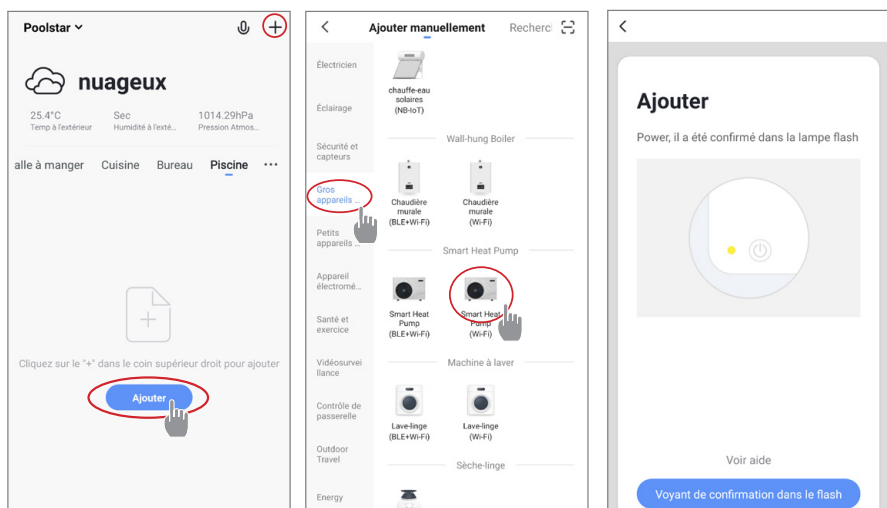 Poolstar
nuageux
25.4°C Sec 1014.29hPa
Temp à l'extérieur Humidité à l'exté... Pression Atmos...
alle à manger Cuisine Bureau Piscine ...
Cliquez sur le "+" dans le coin supérieur droit pour ajouter
Ajouter
Ajouter manuellement Recherc
Électricien
Éclairage
Sécurité et
capteurs
Gros
appareils ...
Petits
appareils ...
Appareil
électromé...
Santé et
exercice
Vidéosurvei
llance
Contrôle de
passerelle
Outdoor
Travel
Energy
chauffe-eau
solaires
(NB-IoT)
Wall-hung Boiler
Chaudière
murale
(BLE+Wi-Fi)
Chaudière
murale
(Wi-Fi)
Smart Heat Pump
Smart Heat
Pump
(BLE+Wi-Fi)
Smart Heat
Pump
(Wi-Fi)
Machine à laver
Lave-linge
(BLE+Wi-Fi)
Lave-linge
(Wi-Fi)
Sèche-linge
Ajouter
Power, il a été confirmé dans la lampe flash
Voir aide
Voyant de confirmation dans le flash